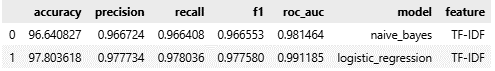 accuracy precision recall f1 roc_auc model feature
0 96.640827 0.966724 0.966408 0.966553 0.981464 naive_bayes TF-IDF
1 97.803618 0.977734 0.978036 0.977580 0.991185 logistic_regression TF-IDF